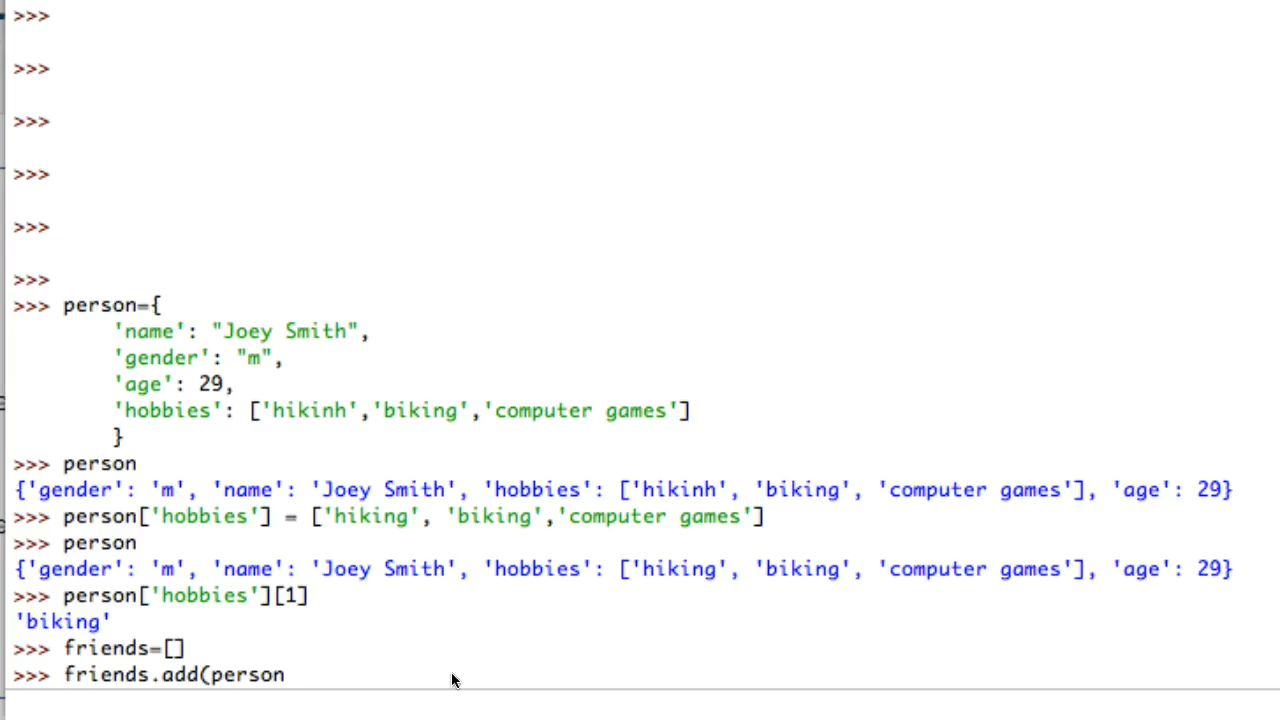 >>>
>>>
>>>
>>>
>>>
>>>
>>> person={
'name': "Joey Smith",
'gender': "m",
'age': 29,
'hobbies': ['hikinh','biking','computer games']
}
>>> person
{'gender': 'm', 'name': 'Joey Smith', 'hobbies': ['hikinh', 'biking', 'computer games'], 'age': 29}
>>> person['hobbies'] = ['hiking', 'biking','computer games']
>>> person
{'gender': 'm', 'name': 'Joey Smith', 'hobbies': ['hiking', 'biking', 'computer games'], 'age': 29}
>>> person['hobbies'][1]
'biking'
>>> friends=[]
>>> friends.add(person